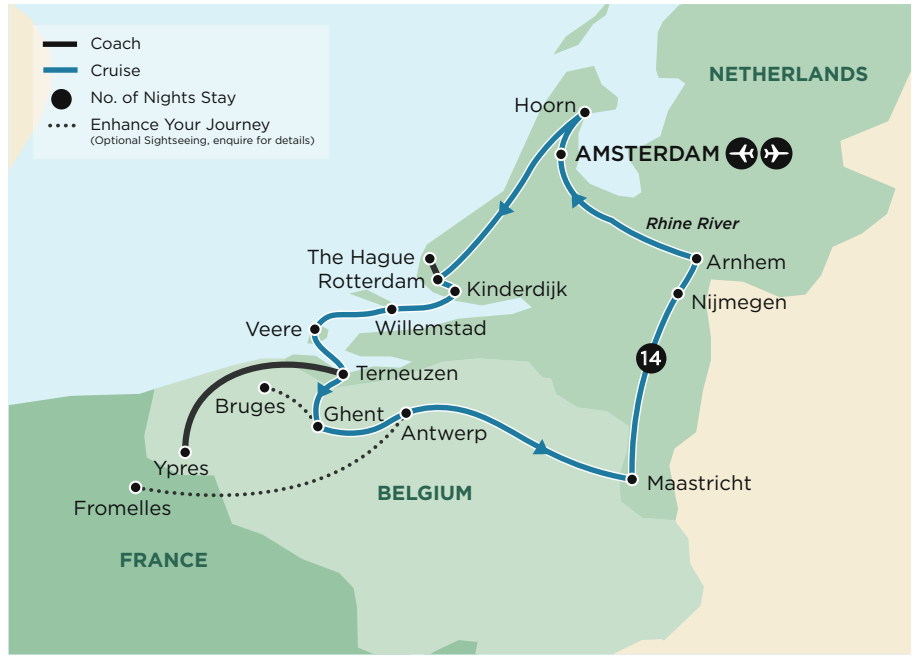 Coach
Cruise
No. of Nights Stay
Enhance Your Journey
(Optional Sightseeing, enquire for details)
NETHERLANDS
Hoorn
AMSTERDAM
Rhine River
The Hague
Arnhem
Rotterdam
Kinderdijk
Nijmegen
Veere
Willemstad
14
Terneuzen
Bruges
Ghent
Antwerp
Ypres
Maastricht
BELGIUM
Fromelles
FRANCE